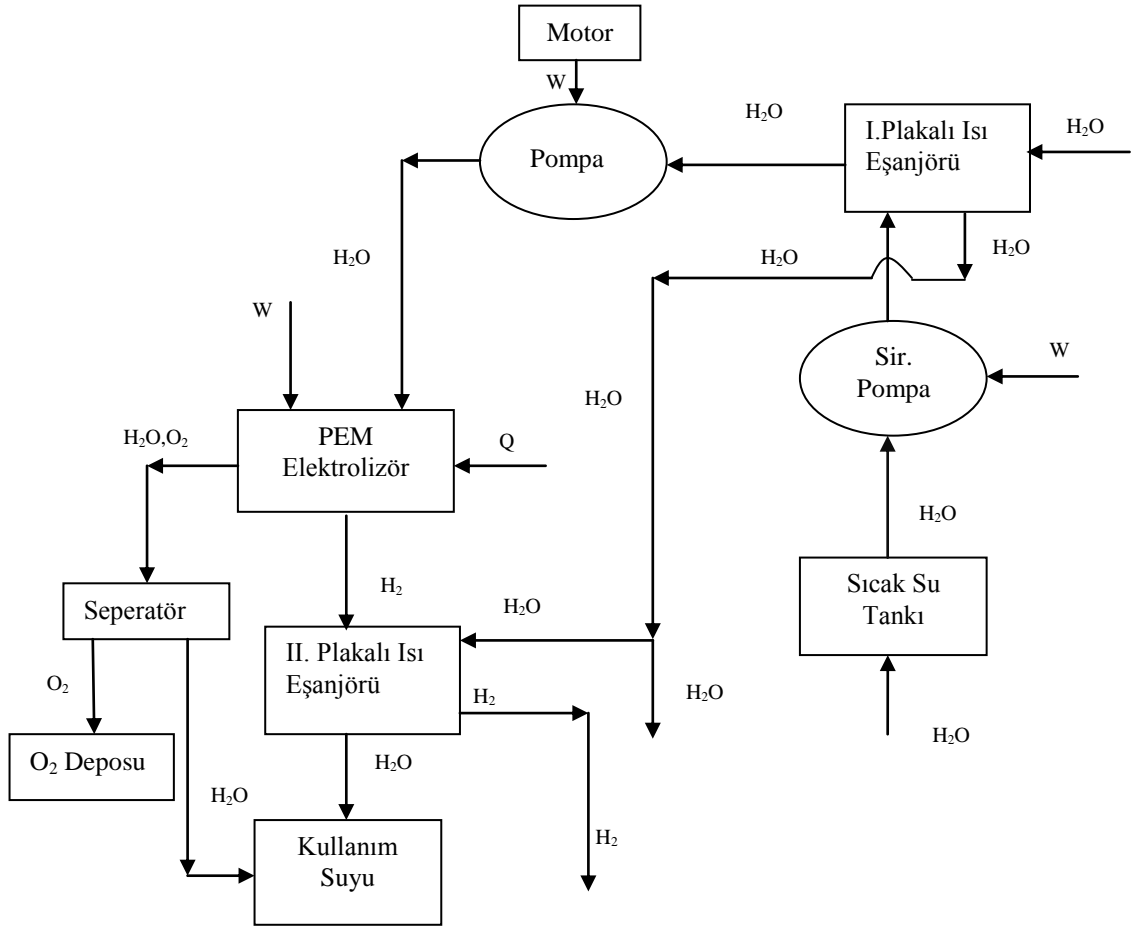 Motor
W
H₂O
I.Plakalı Isı
Eşanjörü
H₂O
Pompa
H₂O
H₂O
H₂O
W
Sir.
Pompa
W
H₂O
H₂O,O₂
PEM
Elektrolizör
Q
H₂O
Sıcak Su
Tankı
H₂
H₂O
Seperatör
II. Plakalı Isı
Eşanjörü
O₂
H₂
H₂O
H₂O
O₂ Deposu
H₂O
H₂O
Kullanım
Suyu
H₂